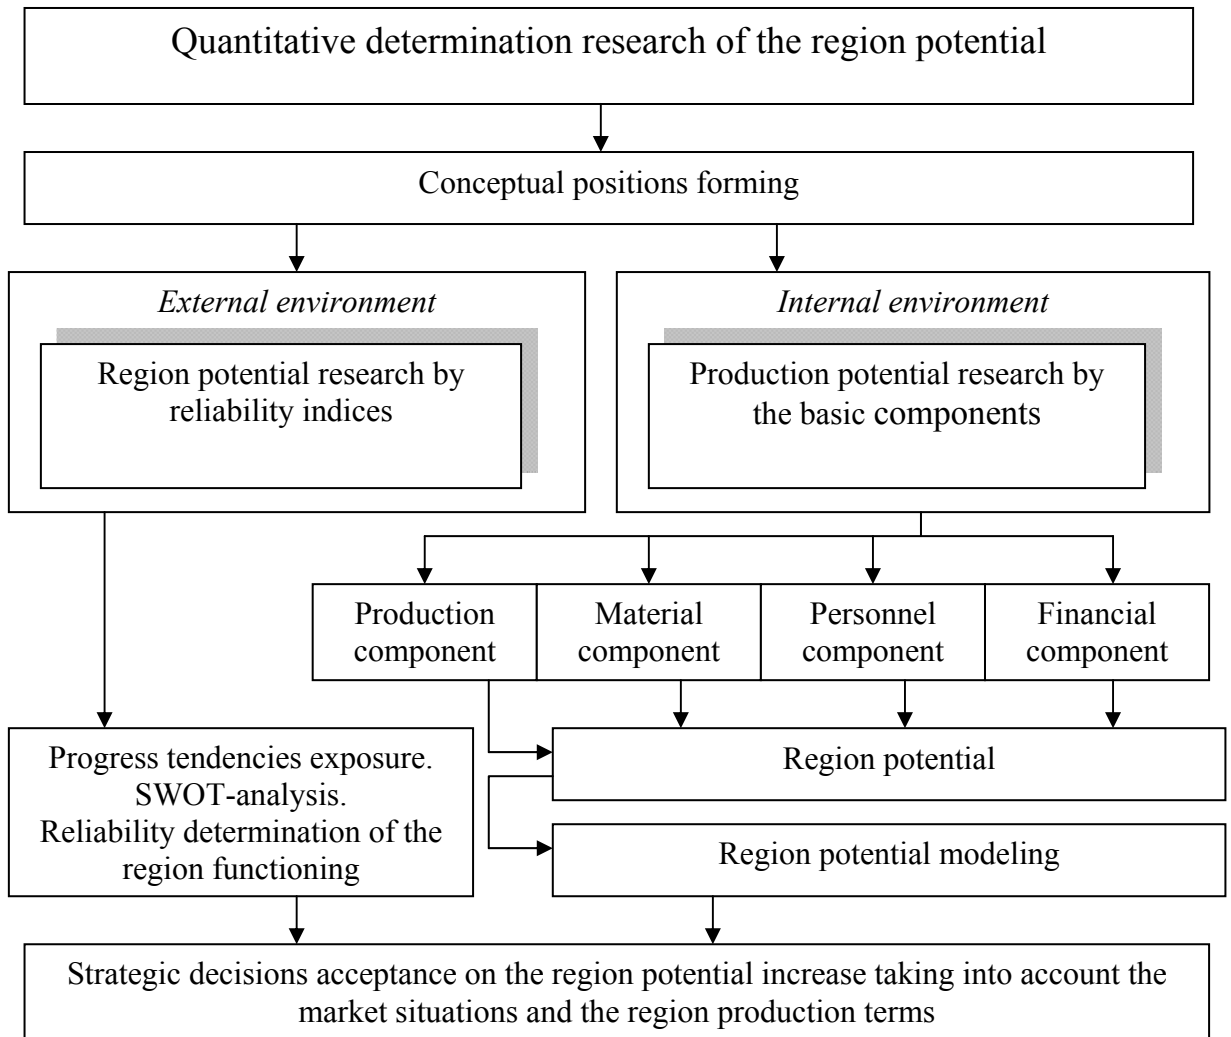 Quantitative determination research of the region potential
Conceptual positions forming
External environment
Region potential research by
reliability indices
Internal environment
Production potential research by
the basic components
Production
component
Material
component
Personnel
component
Financial
component
Progress tendencies exposure.
SWOT-analysis.
Reliability determination of the
region functioning
Region potential
Region potential modeling
Strategic decisions acceptance on the region potential increase taking into account the
market situations and the region production terms